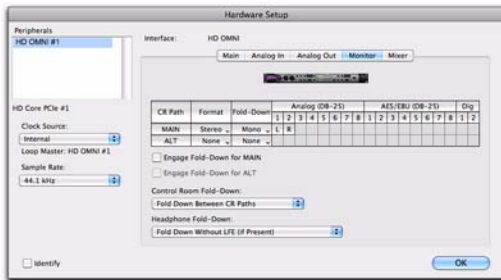 Hardware Setup
Peripherals
HD OMNI #1
Interface: HD OMNI
Main Analog In Analog Out Monitor Mixer
HD Core PCIe #1
Clock Source:
Internal
Loop Master: HD OMNI #1
Sample Rate:
44.1 kHz
CR Path Format Fold-Down Analog (DB-25) AES/EBU (DB-25) Dig
1 2 3 4 5 6 7 8 1 2 3 4 5 6 7 8 1 2
MAIN Stereo Mono L R
ALT None None
Engage Fold-Down for MAIN
Engage Fold-Down for ALT
Control Room Fold-Down:
Fold Down Between CR Paths
Headphone Fold-Down:
Fold Down Without LFE (if Present)
Identify
OK